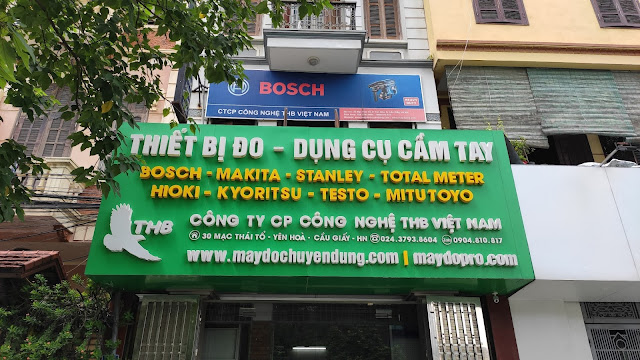 BOSCH
CTCP CÔNG NGHỆ THB VIỆT NAM
THIẾT BỊ ĐO - DỤNG CỤ CẦM TAY
BOSCH - MAKITA - STANLEY - TOTAL METER
HIOKI - KYORITSU - TESTO - MITUTOYO
THB
CÔNG TY CP CÔNG NGHỆ THB VIỆT NAM
30 MẠC THÁI TỔ - YÊN HOÀ - CẦU GIẤY - HN 024.3793.8604 0904.810.817
www.maydochuyendung.com | maydopro.com